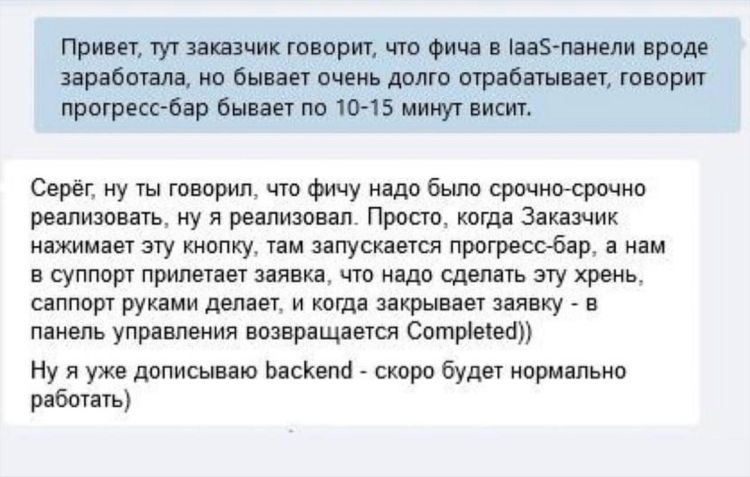 Привет, тут заказчик говорит, что фича в IaaS-панели вроде
заработала, но бывает очень долго отрабатывает, говорит
прогресс-бар бывает по 10-15 минут висит.
Серёг, ну ты говорил, что фичу надо было срочно-срочно
реализовать, ну я реализовал. Просто, когда Заказчик
нажимает эту кнопку, там запускается прогресс-бар, а нам
в суппорт прилетает заявка, что надо сделать эту хрень,
саппорт руками делает, и когда закрывает заявку - в
панель управления возвращается Completed))
Ну я уже дописываю backend - скоро будет нормально
работать)